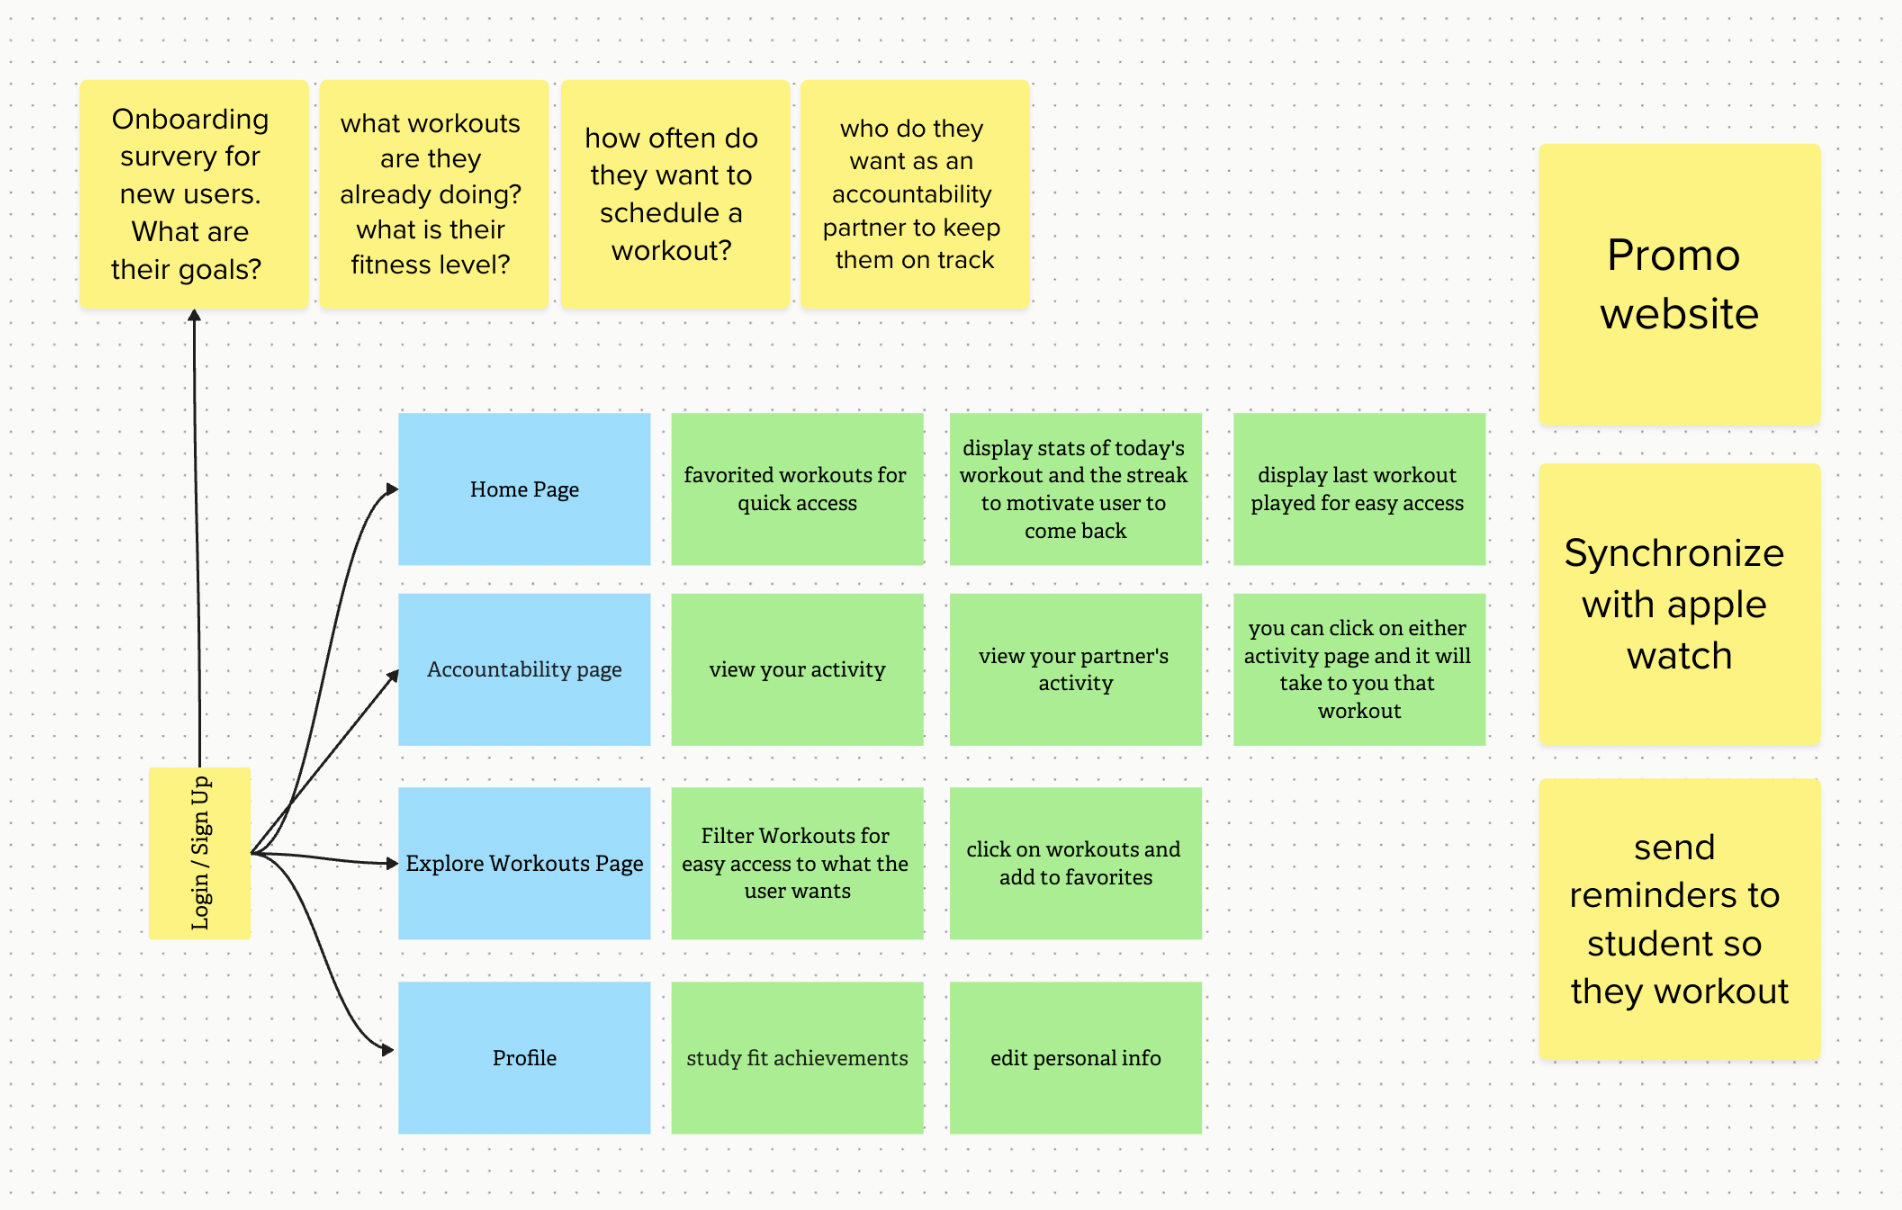 Onboarding
survery for
new users.
What are
their goals?
what workouts
are they
already doing?
what is their
fitness level?
how often do
they want to
schedule a
workout?
who do they
want as an
accountability
partner to keep
them on track
Promo
website
Home Page
favorited workouts for
quick access
display stats of today's
workout and the streak
to motivate user to
come back
display last workout
played for easy access
Synchronize
with apple
watch
Accountability page
view your activity
view your partner's
activity
you can click on either
activity page and it will
take to you that
workout
Login / Sign Up
Explore Workouts Page
Filter Workouts for
easy access to what the
user wants
click on workouts and
add to favorites
send
reminders to
student so
they workout
Profile
study fit achievements
edit personal info